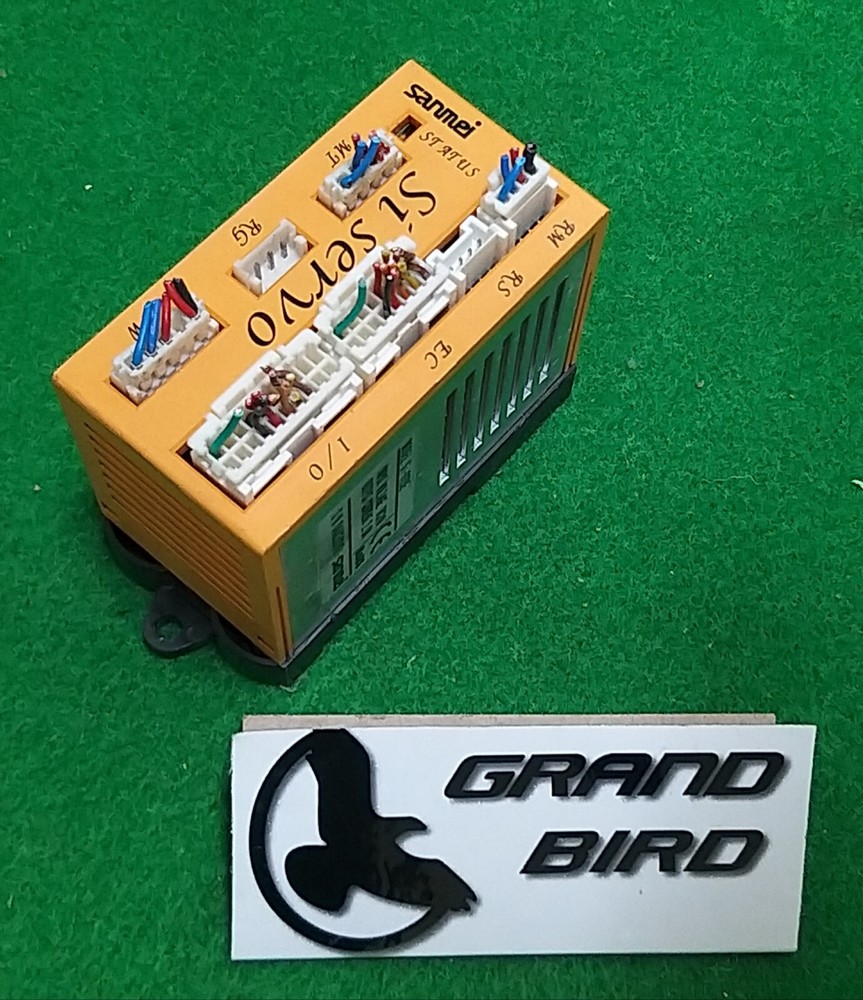 sanmei
STATUS
MT
Si servo
RG
RM
RS
EC
I/O
GRAND
BIRD